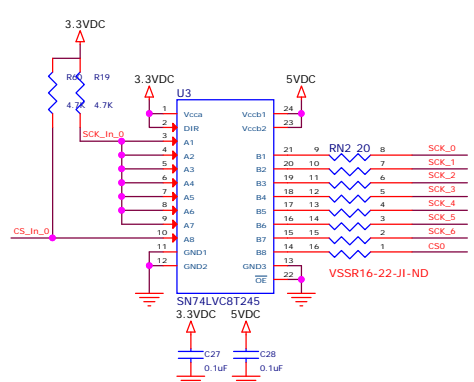 3.3VDC
R60 R19
4.7K 4.7K
3.3VDC
5VDC
U3
1 Vcca Vccb1 24
2 DIR Vccb2 23
SCK_In_0 3 A1 B1 21 9 RN2 20 8 SCK_0
4 A2 B2 20 10 7 SCK_1
5 A3 B3 19 11 6 SCK_2
6 A4 B4 18 12 5 SCK_3
7 A5 B5 17 13 4 SCK_4
8 A6 B6 16 14 3 SCK_5
9 A7 B7 15 15 2 SCK_6
CS_In_0 10 A8 B8 14 16 1 CS0
11 GND1 GND3 13
12 GND2 OE 22
VSSR16-22-JI-ND
SN74LVC8T245
3.3VDC 5VDC
C27 C28
0.1uF 0.1uF